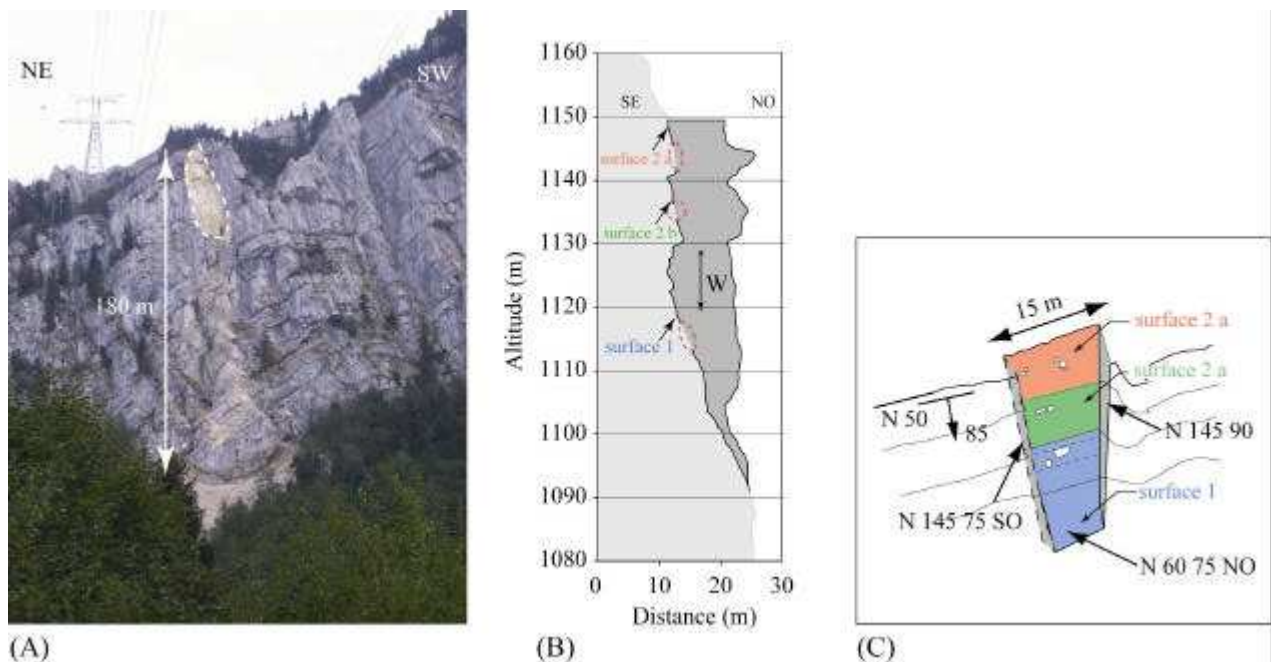 NE
SW
180 m
(A)
1160
1150
1140
1130
1120
1110
1100
1090
1080
Altitude (m)
SE
NO
surface 2 a
surface 2 b
W
surface 1
0
10
20
30
Distance (m)
(B)
15 m
surface 2 a
surface 2 a
N 50
85
N 145 90
N 145 75 SO
surface 1
N 60 75 NO
(C)